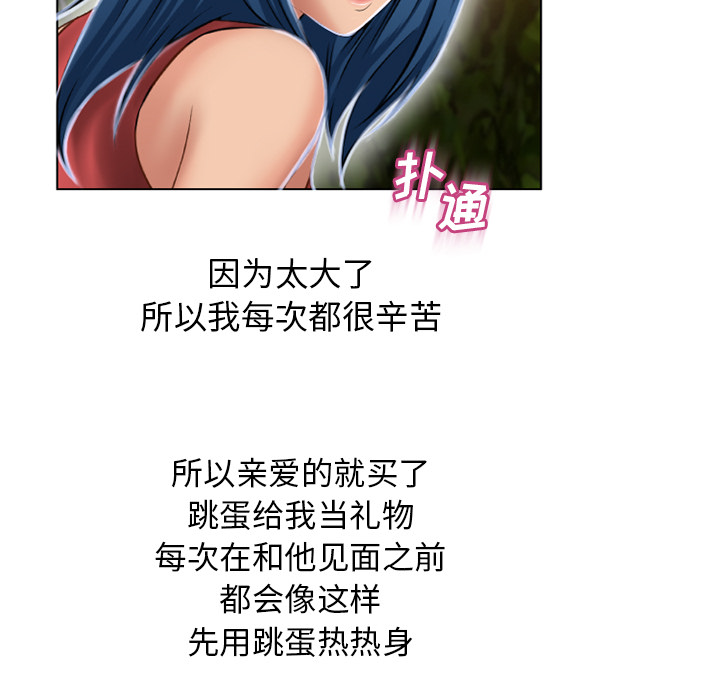 扑通
因为太大了
所以我每次都很辛苦
所以亲爱的就买了
跳蛋给我当礼物
每次在和他见面之前
都会像这样
先用跳蛋热热身